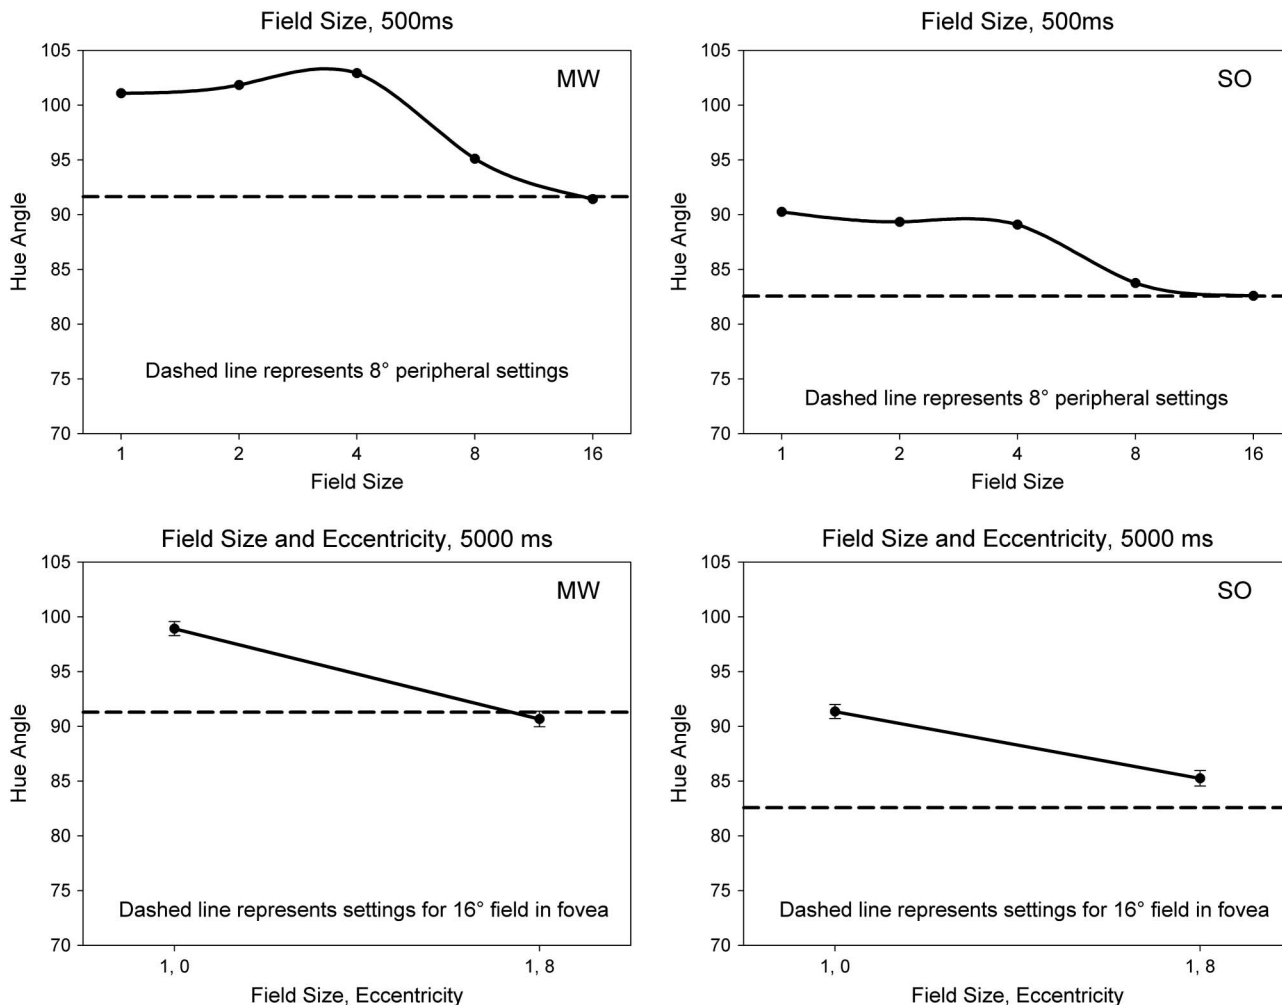 Field Size, 500ms
MW
105
100
95
90
85
80
75
70
Hue Angle
Dashed line represents 8° peripheral settings
1 2 4 8 16
Field Size
Field Size, 500ms
SO
105
100
95
90
85
80
75
70
Hue Angle
Dashed line represents 8° peripheral settings
1 2 4 8 16
Field Size
Field Size and Eccentricity, 5000 ms
MW
105
100
95
90
85
80
75
70
Hue Angle
Dashed line represents settings for 16° field in fovea
1, 0 1, 8
Field Size, Eccentricity
Field Size and Eccentricity, 5000 ms
SO
105
100
95
90
85
80
75
70
Hue Angle
Dashed line represents settings for 16° field in fovea
1, 0 1, 8
Field Size, Eccentricity